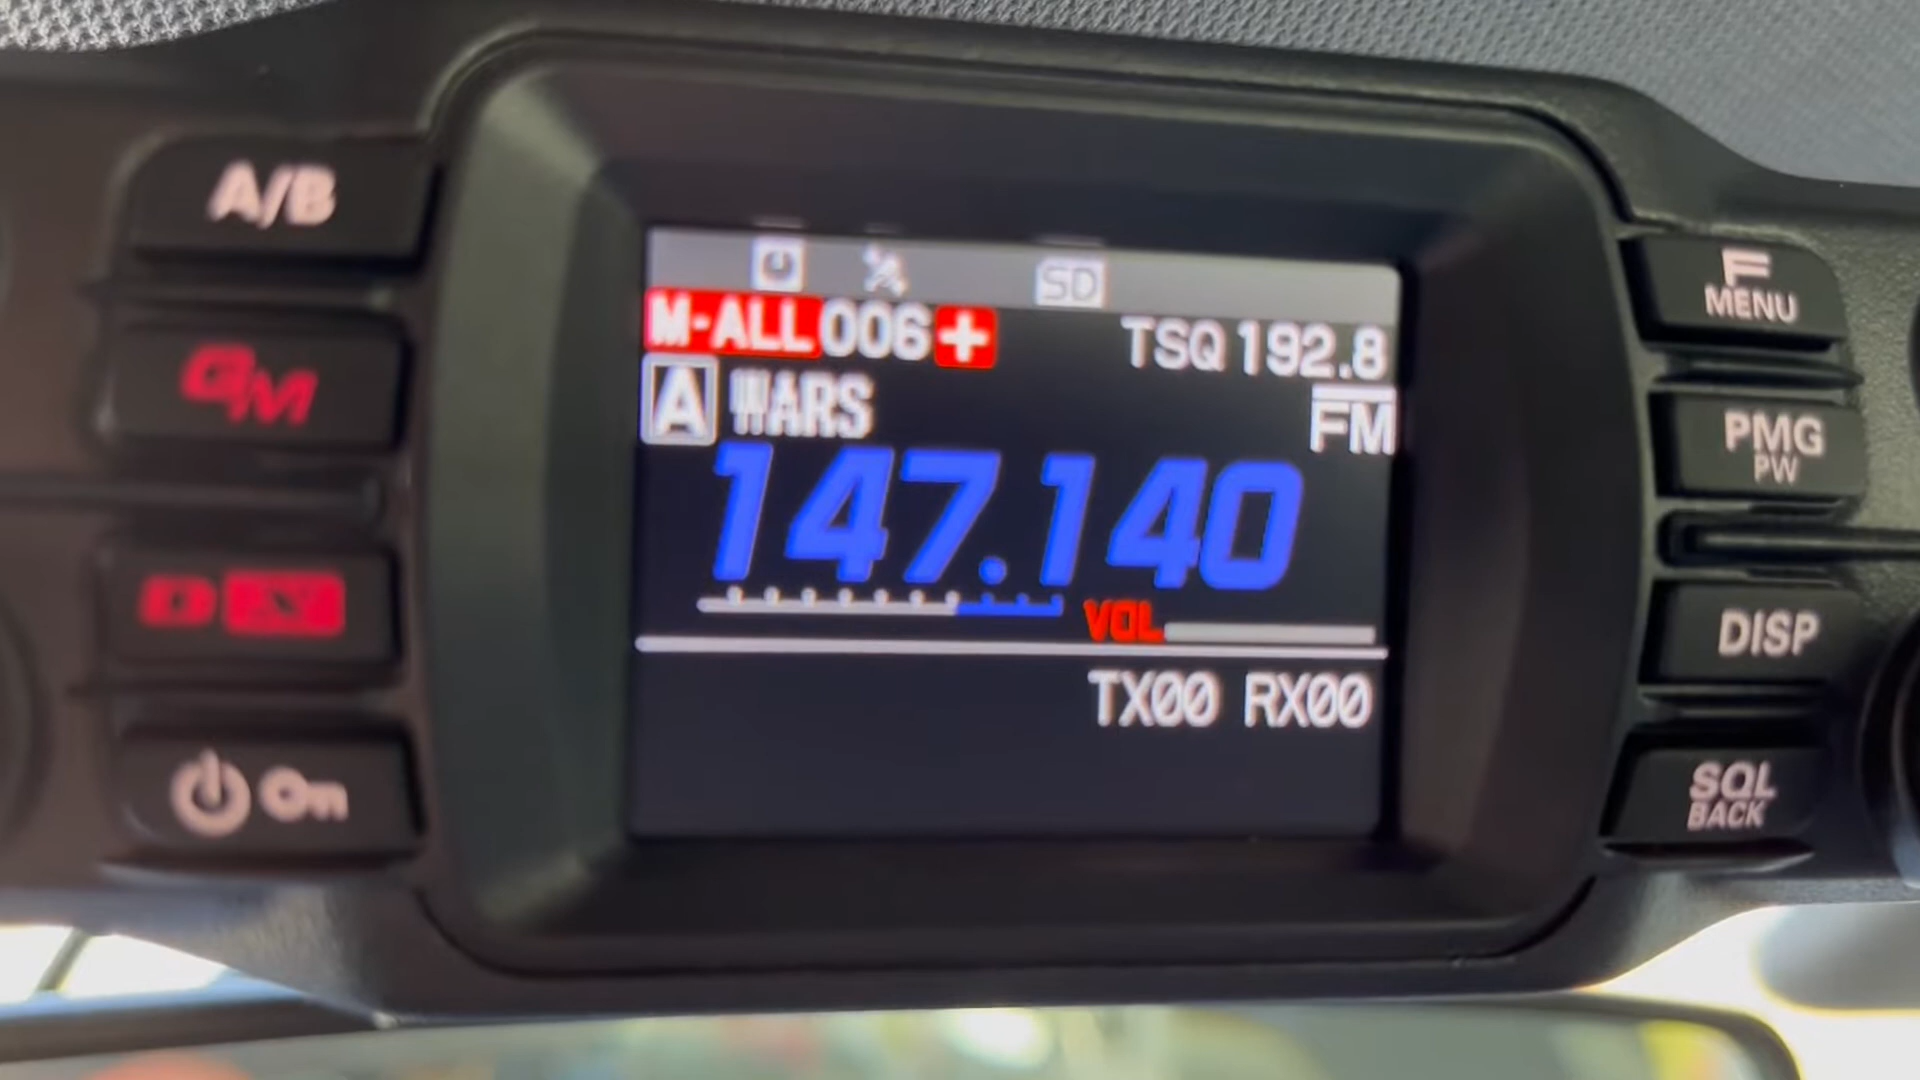 A/B
GM
D X
On
SD
M-ALL 006 + TSQ 192.8
A WARS FM
147.140
VOL
TX00 RX00
F
MENU
PMG
PW
DISP
SQL
BACK